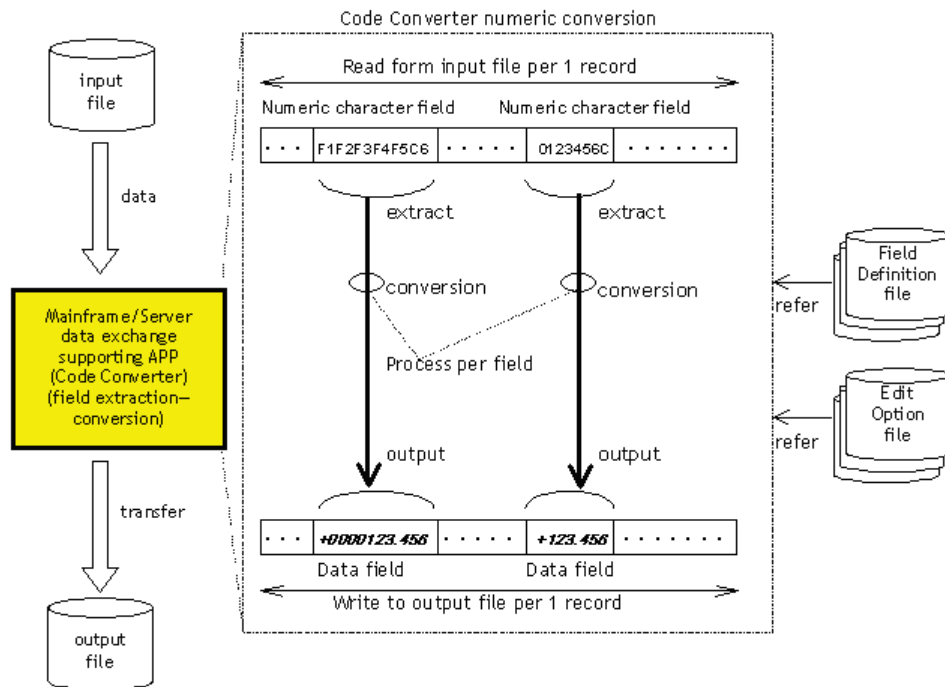 Code Converter numeric conversion
input
file
data
Mainframe/Server
data exchange
supporting APP
(Code Converter)
(field extraction—
conversion)
transfer
output
file
Read form input file per 1 record
Numeric character field
Numeric character field
· · · F1F2F3F4F5C6 · · · · · 0123456C · · · · · · ·
extract
extract
conversion
conversion
Process per field
output
output
· · · +0000123.456 · · · · · +123.456 · · · · · · ·
Data field
Data field
Write to output file per 1 record
refer
Field
Definition
file
refer
Edit
Option
file